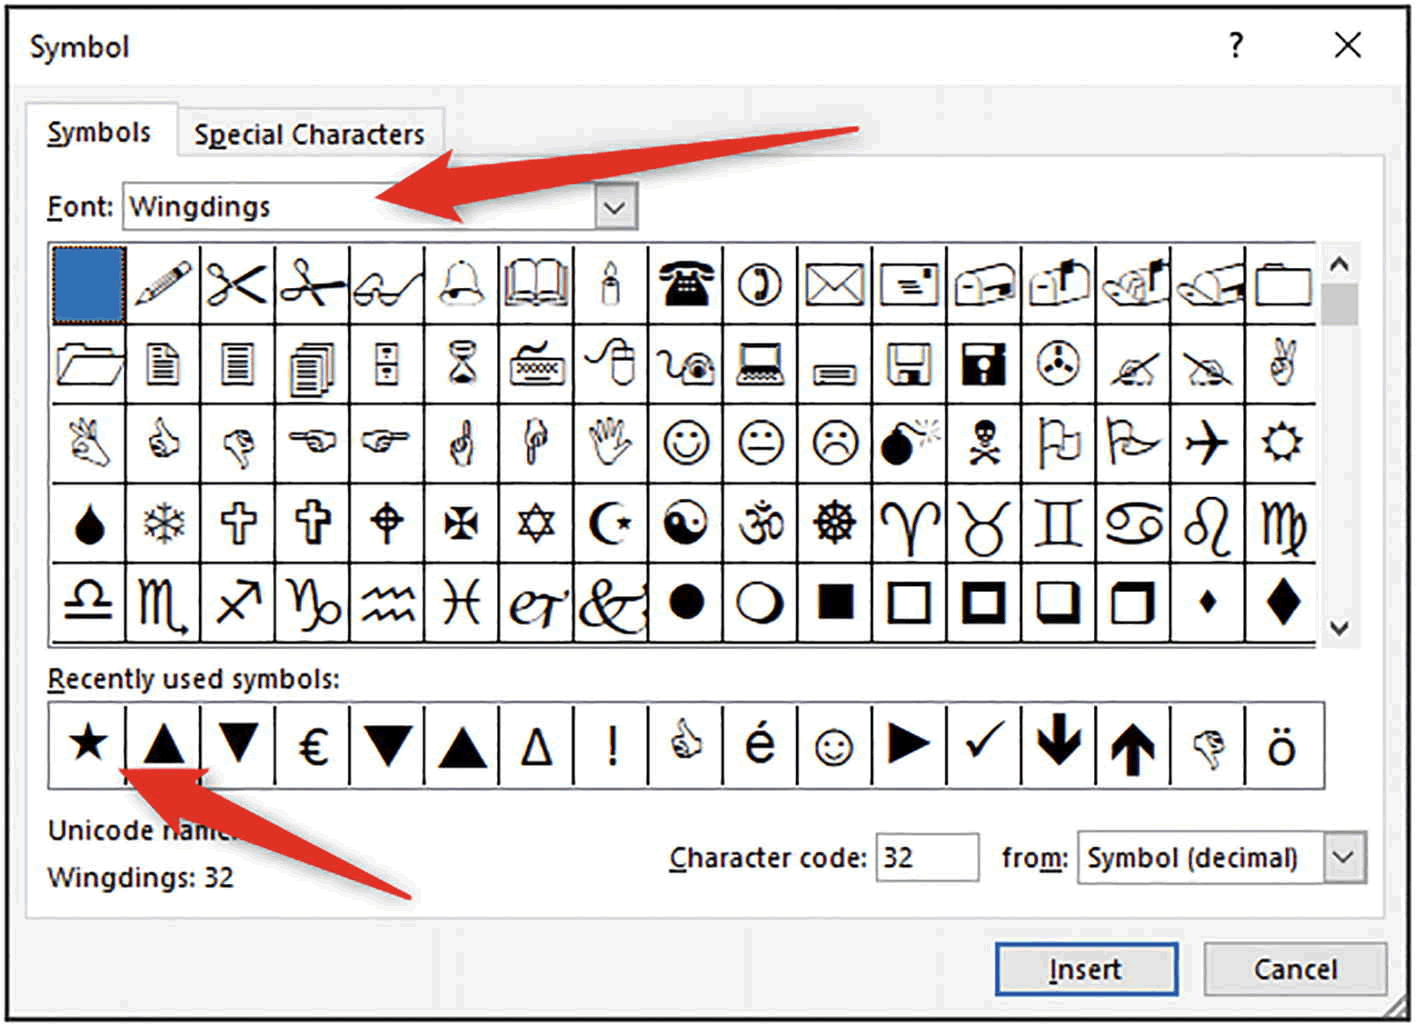 Symbol ?
Symbols Special Characters
Font: Wingdings
Recently used symbols:
€ Δ ! é ö
Unicode name:
Character code: 32 from: Symbol (decimal)
Wingdings: 32
Insert Cancel